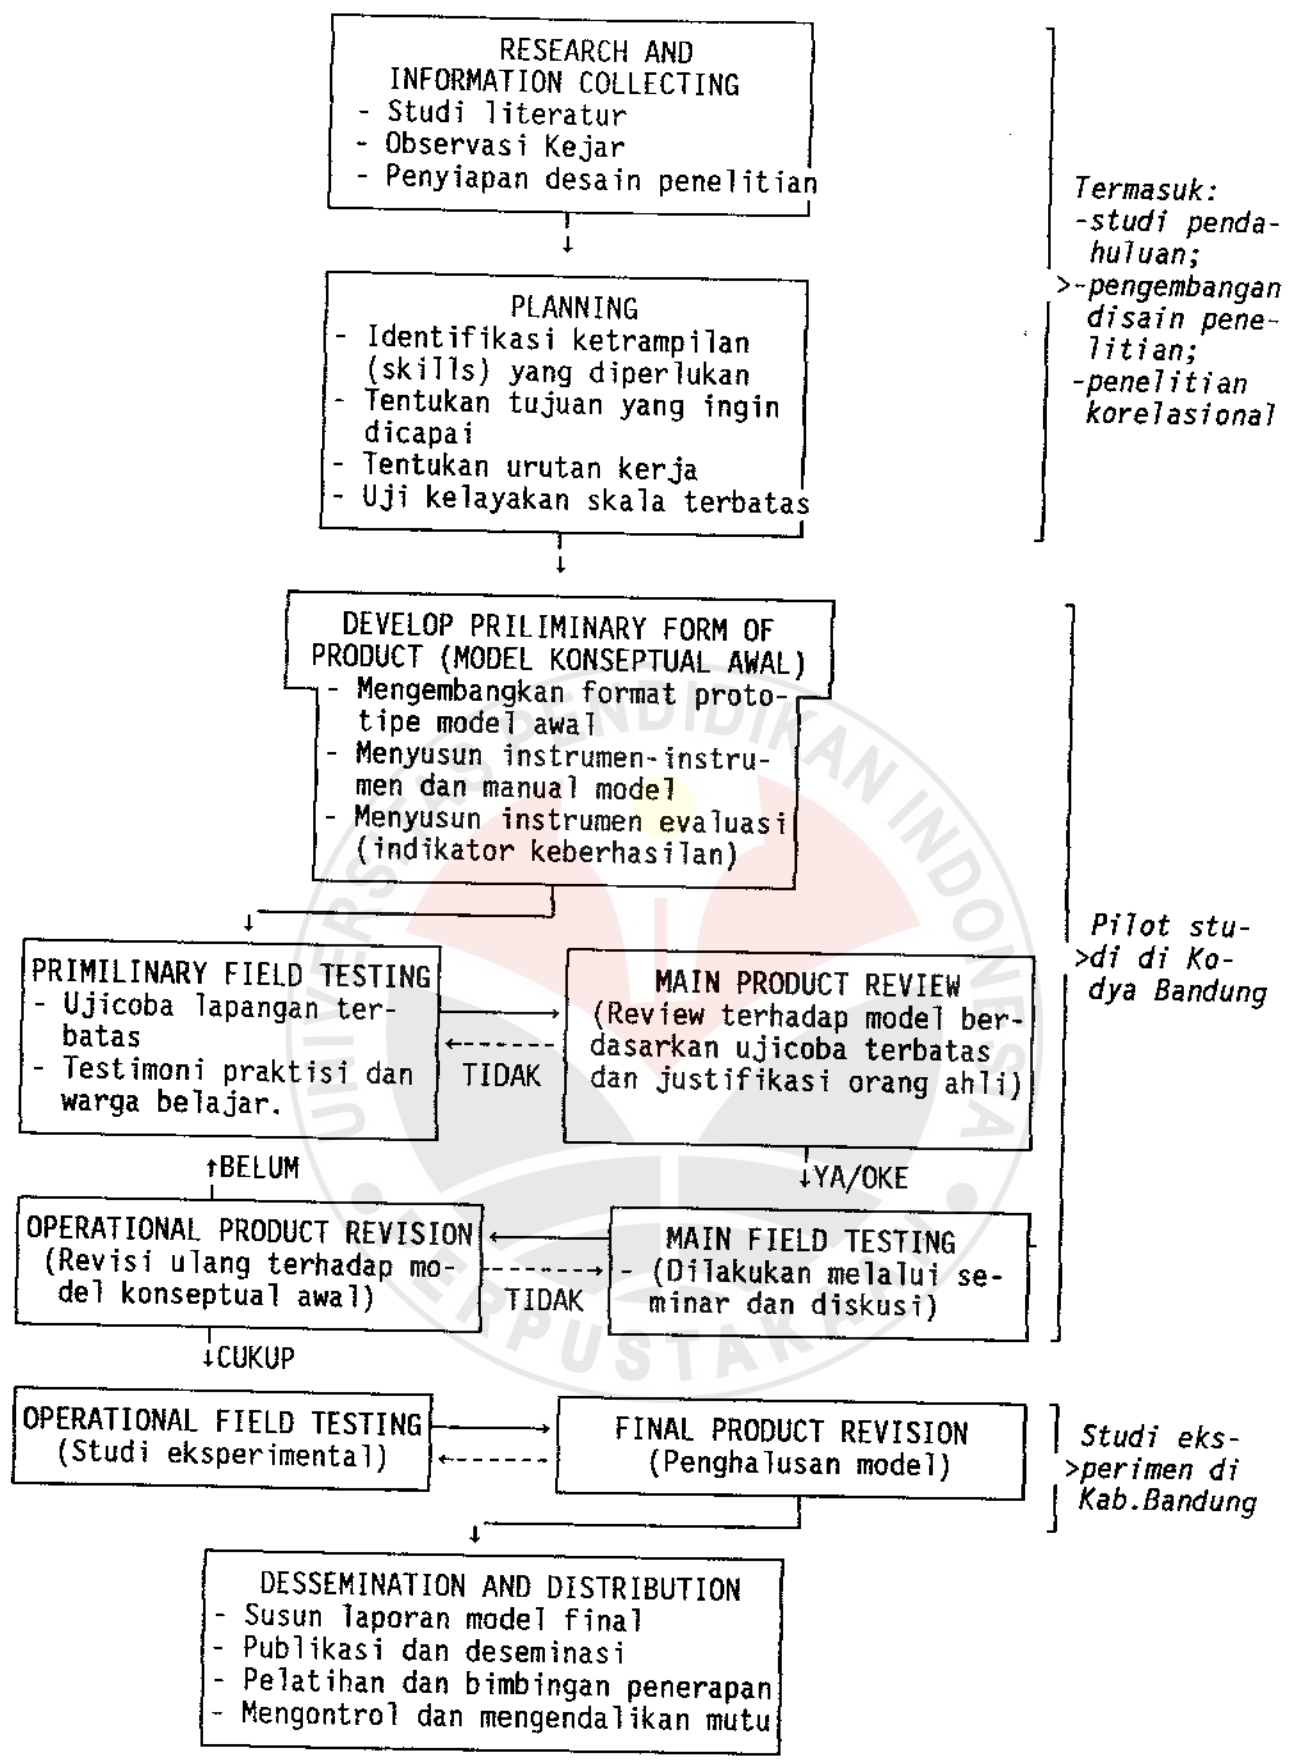 RESEARCH AND
INFORMATION COLLECTING
- Studi literatur
- Observasi Kejar
- Penyiapan desain penelitian
Termasuk:
-studi penda-
huluan;
>-pengembangan
disain pene-
litian;
-penelitian
korelasional
PLANNING
- Identifikasi ketrampilan
(skills) yang diperlukan
- Tentukan tujuan yang ingin
dicapai
- Tentukan urutan kerja
- Uji kelayakan skala terbatas
DEVELOP PRILIMINARY FORM OF
PRODUCT (MODEL KONSEPTUAL AWAL)
- Mengembangkan format proto-
tipe model awal
- Menyusun instrumen-instru-
men dan manual model
- Menyusun instrumen evaluasi
(indikator keberhasilan)
Pilot stu-
>di di Ko-
dya Bandung
PRIMILINARY FIELD TESTING
- Ujicoba lapangan ter-
batas
- Testimoni praktisi dan
warga belajar.
TIDAK
MAIN PRODUCT REVIEW
(Review terhadap model ber-
dasarkan ujicoba terbatas
dan justifikasi orang ahli)
↑BELUM
↓YA/OKE
OPERATIONAL PRODUCT REVISION
(Revisi ulang terhadap mo-
del konseptual awal)
TIDAK
MAIN FIELD TESTING
- (Dilakukan melalui se-
minar dan diskusi)
↓CUKUP
OPERATIONAL FIELD TESTING
(Studi eksperimental)
FINAL PRODUCT REVISION
(Penghalusan model)
Studi eks-
>perimen di
Kab.Bandung
DESSEMINATION AND DISTRIBUTION
- Susun laporan model final
- Publikasi dan deseminasi
- Pelatihan dan bimbingan penerapan
- Mengontrol dan mengendalikan mutu
UNIVERSITAS PENDIDIKAN INDONESIA
PERPUSTAKAAN